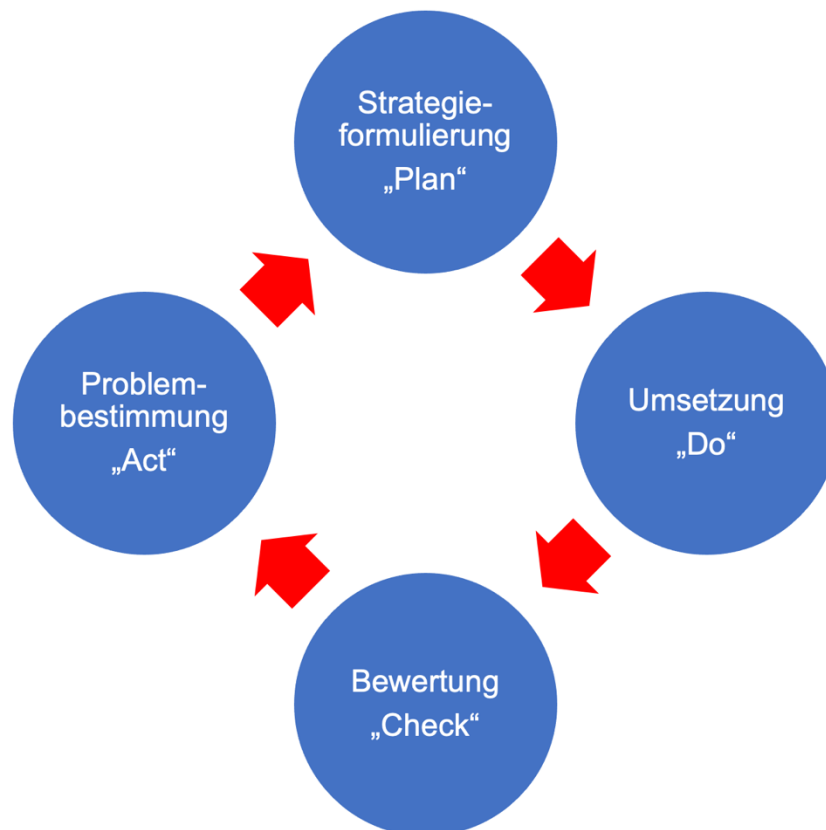 Strategie-
formulierung
„Plan“
Umsetzung
„Do“
Bewertung
„Check“
Problem-
bestimmung
„Act“